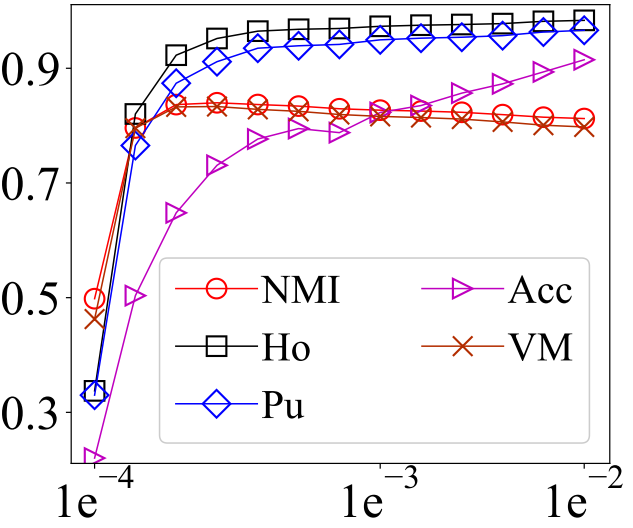 0.9
0.7
0.5
0.3
NMI
Ho
Pu
Acc
VM
1e⁻⁴ 1e⁻³ 1e⁻²